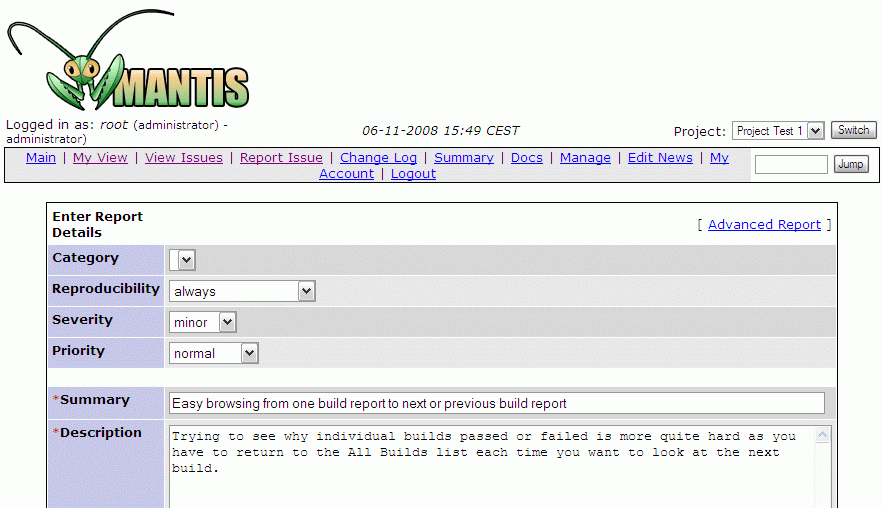 MANTIS
Logged in as: root (administrator) -
administrator)
06-11-2008 15:49 CEST
Project: Project Test 1 Switch
Main | My View | View Issues | Report Issue | Change Log | Summary | Docs | Manage | Edit News | My
Account | Logout
Jump
Enter Report
Details
[ Advanced Report ]
Category
Reproducibility always
Severity minor
Priority normal
*Summary Easy browsing from one build report to next or previous build report
*Description Trying to see why individual builds passed or failed is more quite hard as you
have to return to the All Builds list each time you want to look at the next
build.